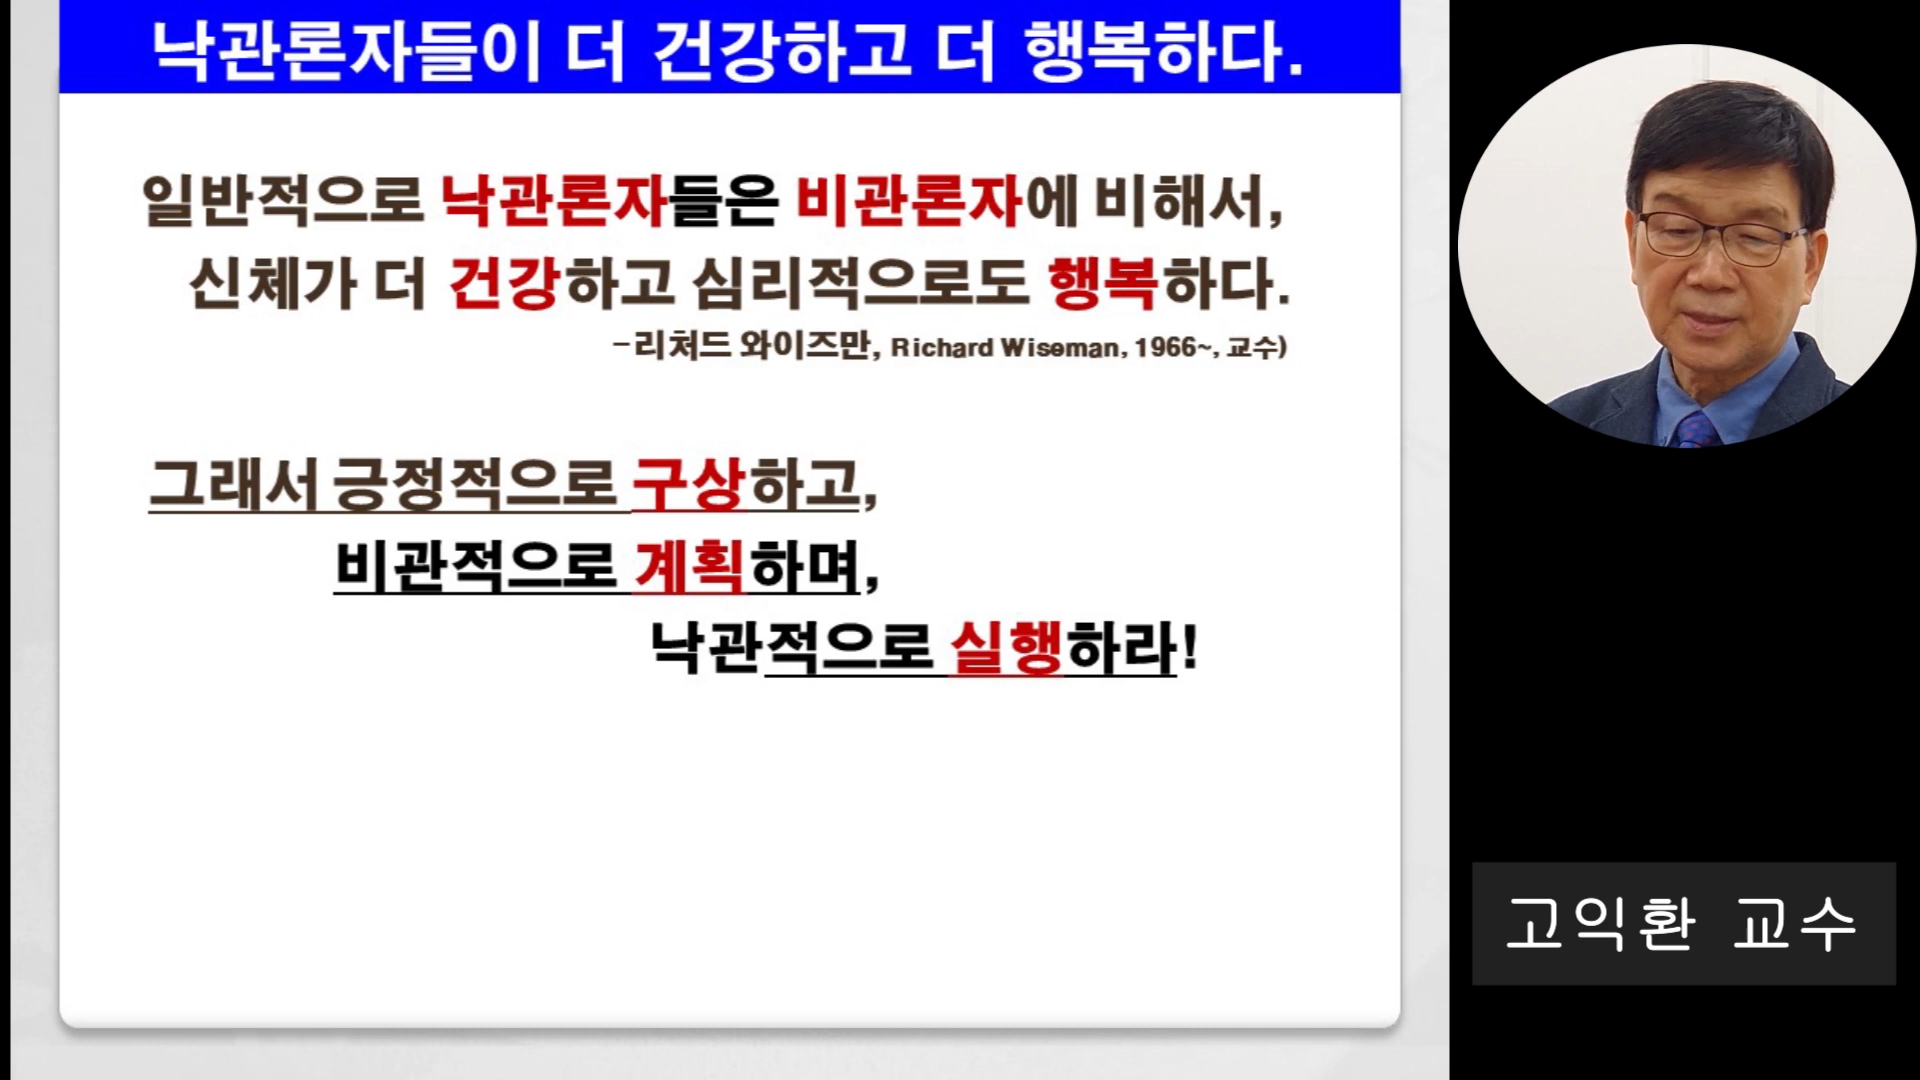 낙관론자들이 더 건강하고 더 행복하다.
일반적으로 낙관론자들은 비관론자에 비해서,
신체가 더 건강하고 심리적으로도 행복하다.
-리처드 와이즈만, Richard Wiseman, 1966~, 교수)
그래서 긍정적으로 구상하고,
비관적으로 계획하며,
낙관적으로 실행하라!
고익환 교수